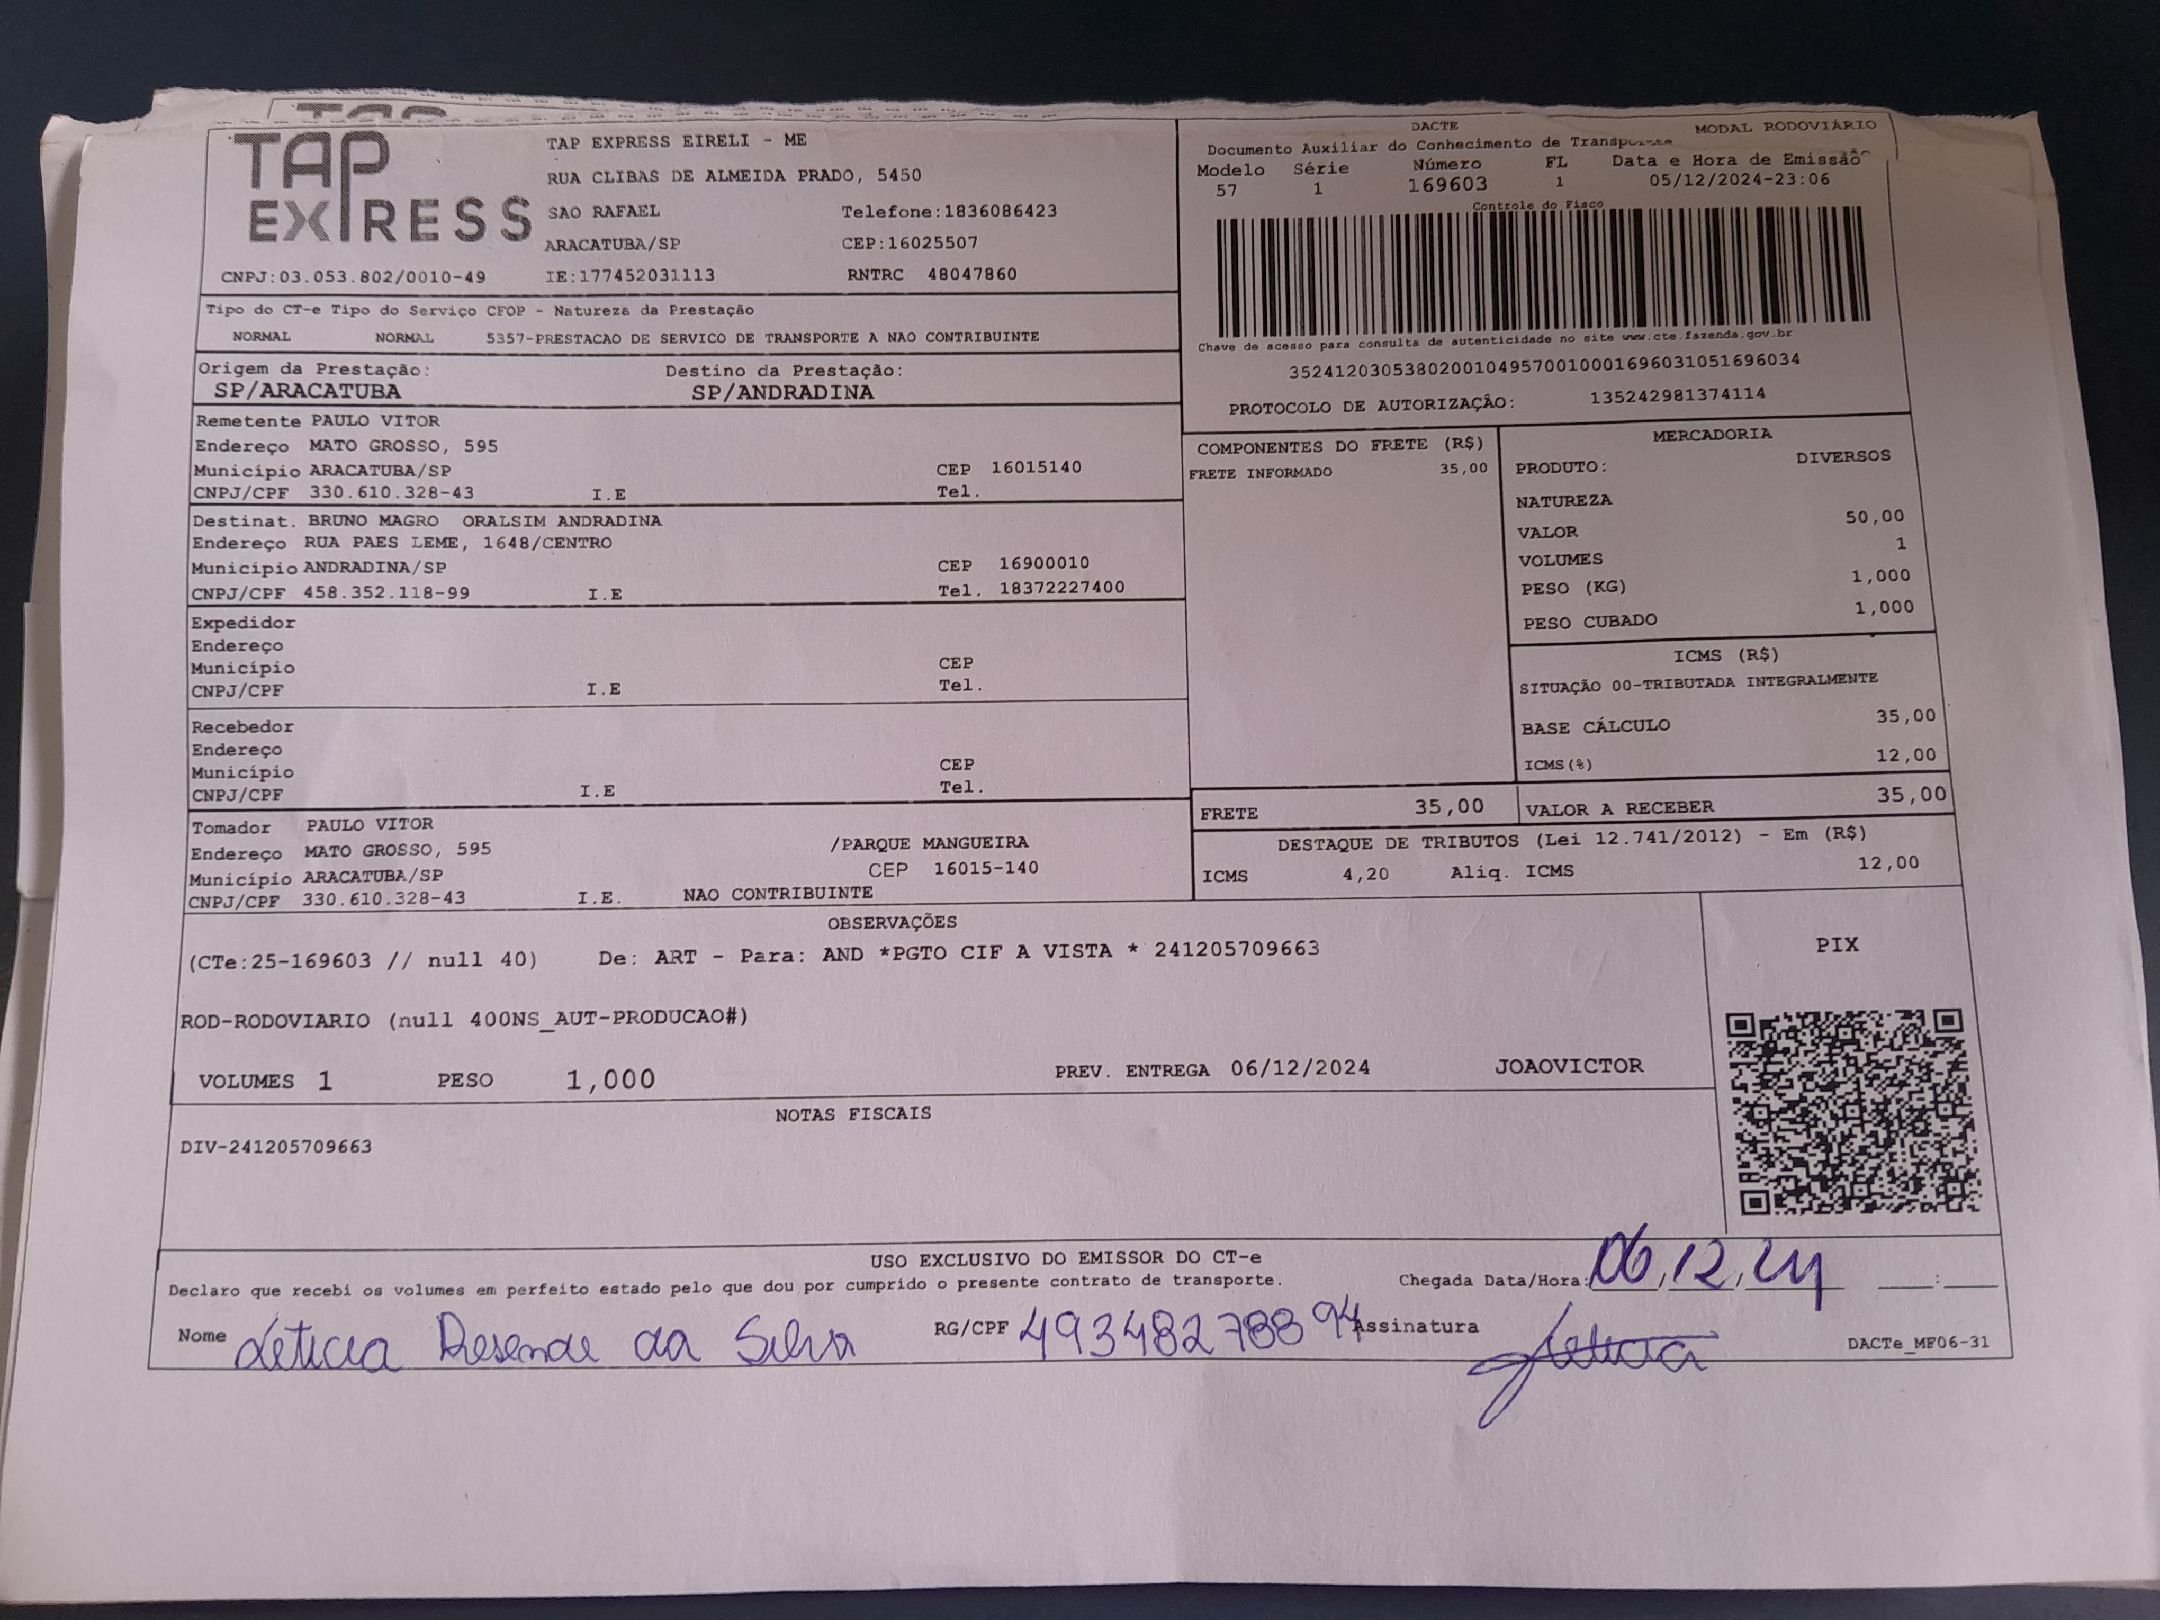 TAP EXPRESS
TAP EXPRESS EIRELI - ME
RUA CLIBAS DE ALMEIDA PRADO, 5450
SAO RAFAEL Telefone:1836086423
ARACATUBA/SP CEP:16025507
CNPJ:03.053.802/0010-49 IE:177452031113 RNTRC 48047860
DACTE MODAL RODOVIÁRIO
Documento Auxiliar do Conhecimento de Transporte
Modelo Série Número FL Data e Hora de Emissão
57 1 169603 1 05/12/2024-23:06
Controle do Fisco
Chave de acesso para consulta de autenticidade no site www.cte.fazenda.gov.br
35241203053802001049570010001696031051696034
PROTOCOLO DE AUTORIZAÇÃO: 135242981374114
Tipo do CT-e Tipo do Serviço CFOP - Natureza da Prestação
NORMAL NORMAL 5357-PRESTACAO DE SERVICO DE TRANSPORTE A NAO CONTRIBUINTE
Origem da Prestação: Destino da Prestação:
SP/ARACATUBA SP/ANDRADINA
Remetente PAULO VITOR
Endereço MATO GROSSO, 595
Município ARACATUBA/SP CEP 16015140
CNPJ/CPF 330.610.328-43 I.E Tel.
Destinat. BRUNO MAGRO ORALSIM ANDRADINA
Endereço RUA PAES LEME, 1648/CENTRO
Município ANDRADINA/SP CEP 16900010
CNPJ/CPF 458.352.118-99 I.E Tel. 18372227400
Expedidor
Endereço
Município CEP
CNPJ/CPF I.E Tel.
Recebedor
Endereço
Município CEP
CNPJ/CPF I.E Tel.
Tomador PAULO VITOR
Endereço MATO GROSSO, 595 /PARQUE MANGUEIRA
Município ARACATUBA/SP CEP 16015-140
CNPJ/CPF 330.610.328-43 I.E. NAO CONTRIBUINTE
COMPONENTES DO FRETE (R$)
FRETE INFORMADO 35,00
MERCADORIA
PRODUTO: DIVERSOS
NATUREZA
VALOR 50,00
VOLUMES 1
PESO (KG) 1,000
PESO CUBADO 1,000
ICMS (R$)
SITUAÇÃO 00-TRIBUTADA INTEGRALMENTE
BASE CÁLCULO 35,00
ICMS(%) 12,00
FRETE 35,00 VALOR A RECEBER 35,00
DESTAQUE DE TRIBUTOS (Lei 12.741/2012) - Em (R$)
ICMS 4,20 Aliq. ICMS 12,00
OBSERVAÇÕES
(CTe:25-169603 // null 40) De: ART - Para: AND *PGTO CIF A VISTA * 241205709663
ROD-RODOVIARIO (null 400NS_AUT-PRODUCAO#)
VOLUMES 1 PESO 1,000 PREV. ENTREGA 06/12/2024 JOAOVICTOR
PIX
NOTAS FISCAIS
DIV-241205709663
USO EXCLUSIVO DO EMISSOR DO CT-e
Declaro que recebi os volumes em perfeito estado pelo que dou por cumprido o presente contrato de transporte. Chegada Data/Hora: 06,12,24 :
Nome Leticia Resende da Silva RG/CPF 49348278894 Assinatura Leticia DACTe_MF06-31